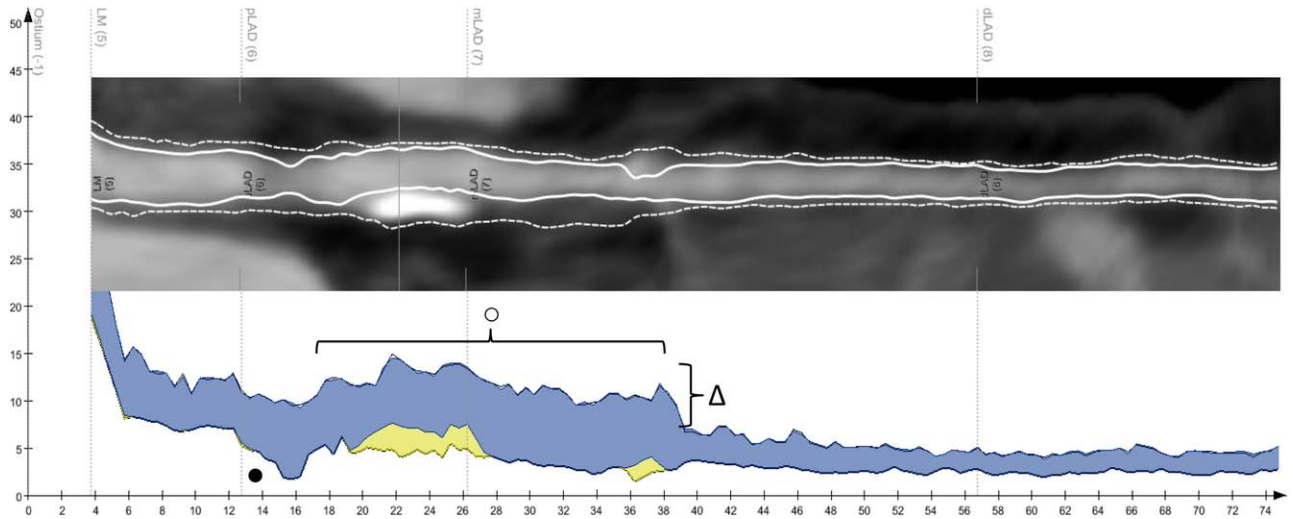 Ostium (-1)
LM (5)
pLAD (6)
mLAD (7)
dLAD (8)
50
45
40
35
30
25
20
15
10
5
0
LM (5)
Δ
0 2 4 6 8 10 12 14 16 18 20 22 24 26 28 30 32 34 36 38 40 42 44 46 48 50 52 54 56 58 60 62 64 66 68 70 72 74